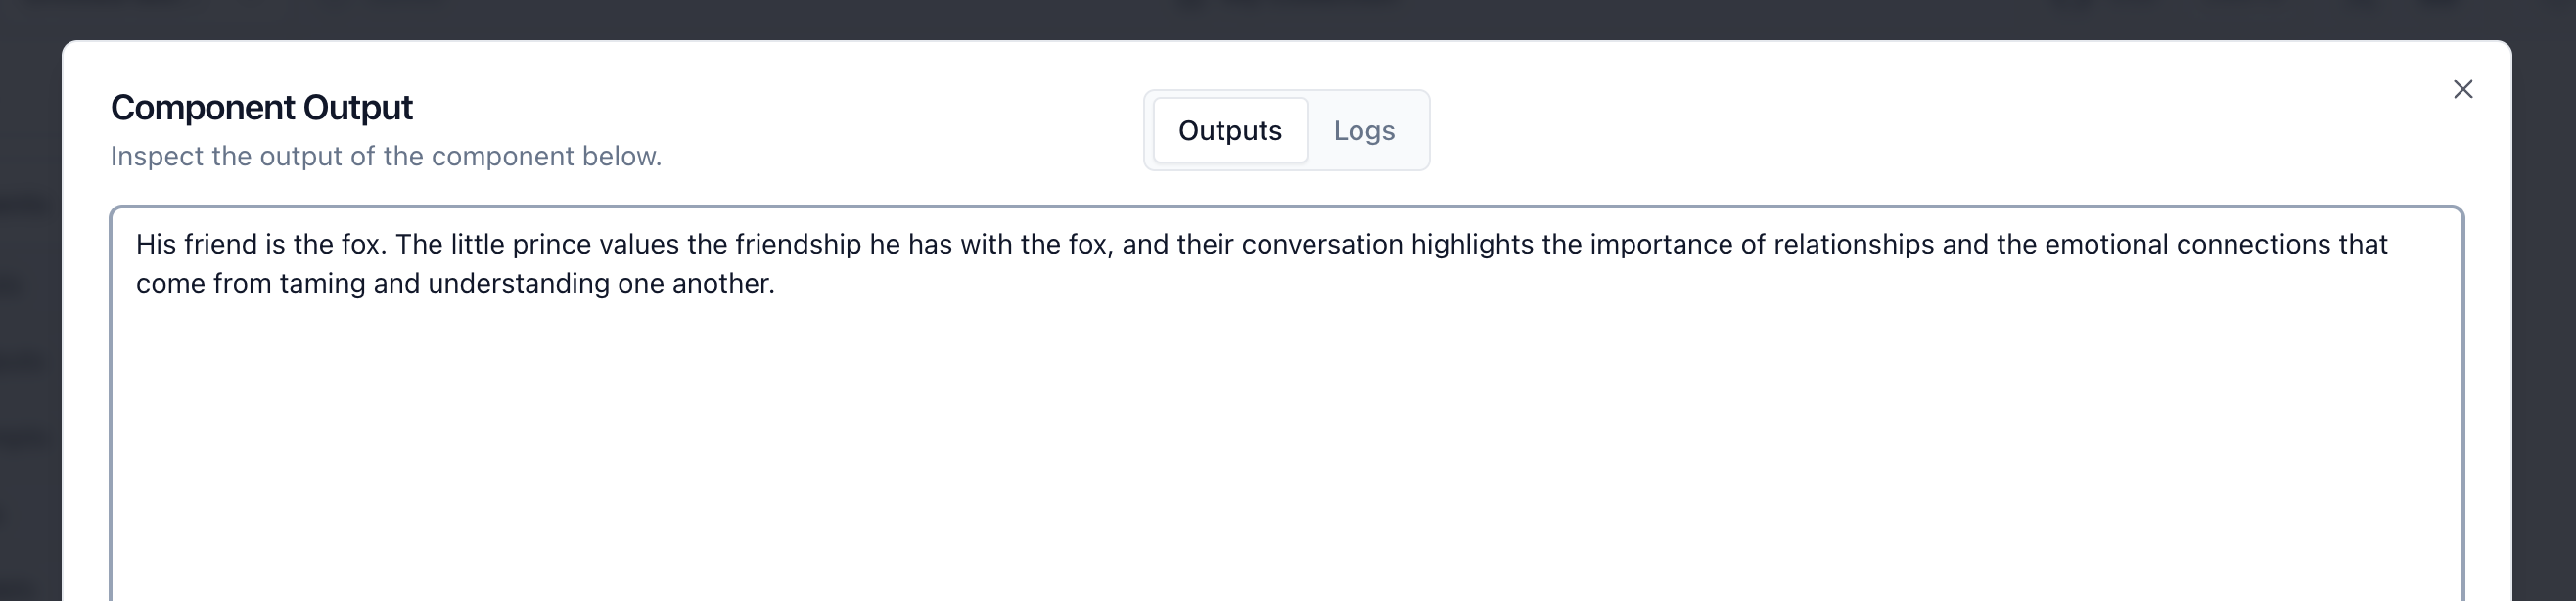 Component Output
Outputs
Logs
Inspect the output of the component below.
His friend is the fox. The little prince values the friendship he has with the fox, and their conversation highlights the importance of relationships and the emotional connections that
come from taming and understanding one another.